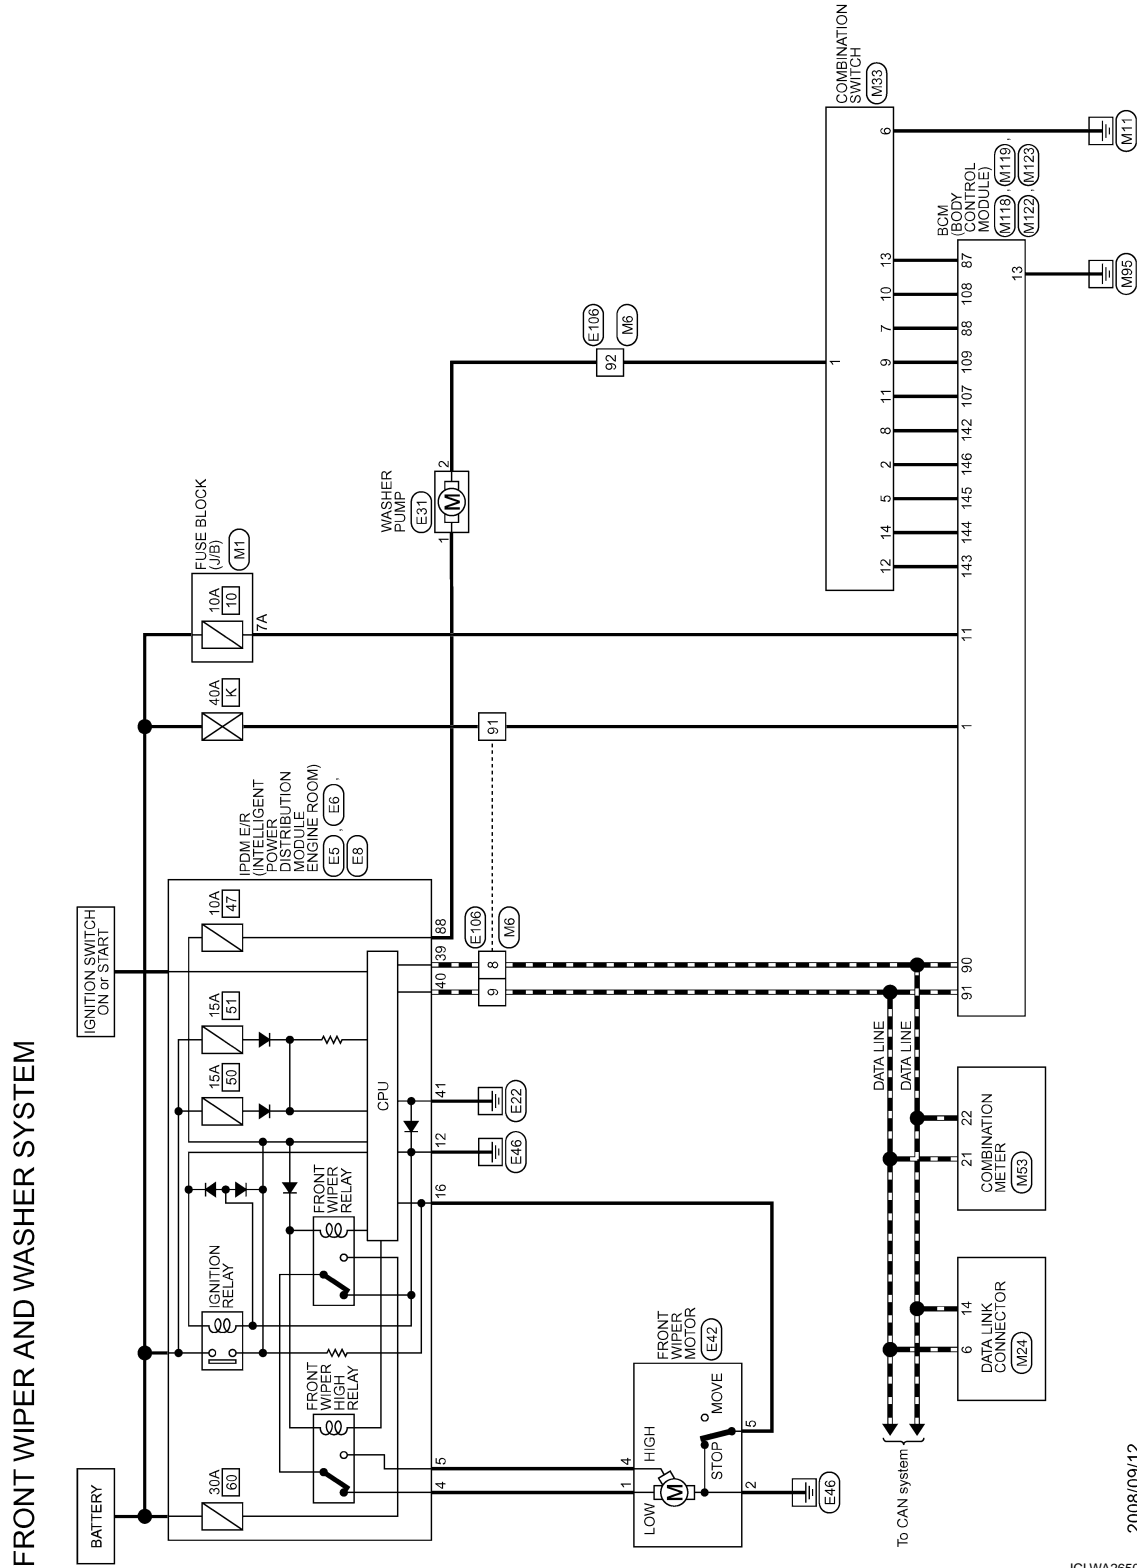 FRONT WIPER AND WASHER SYSTEM
BATTERY
IGNITION SWITCH
ON or START
30A
60
IGNITION
RELAY
FRONT
WIPER
HIGH
RELAY
FRONT
WIPER
RELAY
15A
50
15A
51
10A
47
CPU
IPDM E/R
(INTELLIGENT
POWER
DISTRIBUTION
MODULE
ENGINE ROOM)
E5 , E6 ,
E8
40A
K
10A
10
7A
FUSE BLOCK
(J/B)
M1
4
5
16
12
41
40
39
88
E46
E22
9
8
E106
M6
91
WASHER
PUMP
E31
1
M
2
92
E106
M6
FRONT
WIPER
MOTOR
E42
1
4
LOW
HIGH
M
STOP
MOVE
2
5
E46
COMBINATION
SWITCH
M33
1
12
14
5
2
8
11
9
7
10
13
6
M11
BCM
(BODY
CONTROL
MODULE)
M118 , M119 ,
M122 , M123
91
90
1
11
143
144
145
146
142
107
109
88
108
87
13
M95
DATA LINE
DATA LINE
To CAN system
6
14
DATA LINK
CONNECTOR
M24
21
22
COMBINATION
METER
M53
2008/09/12